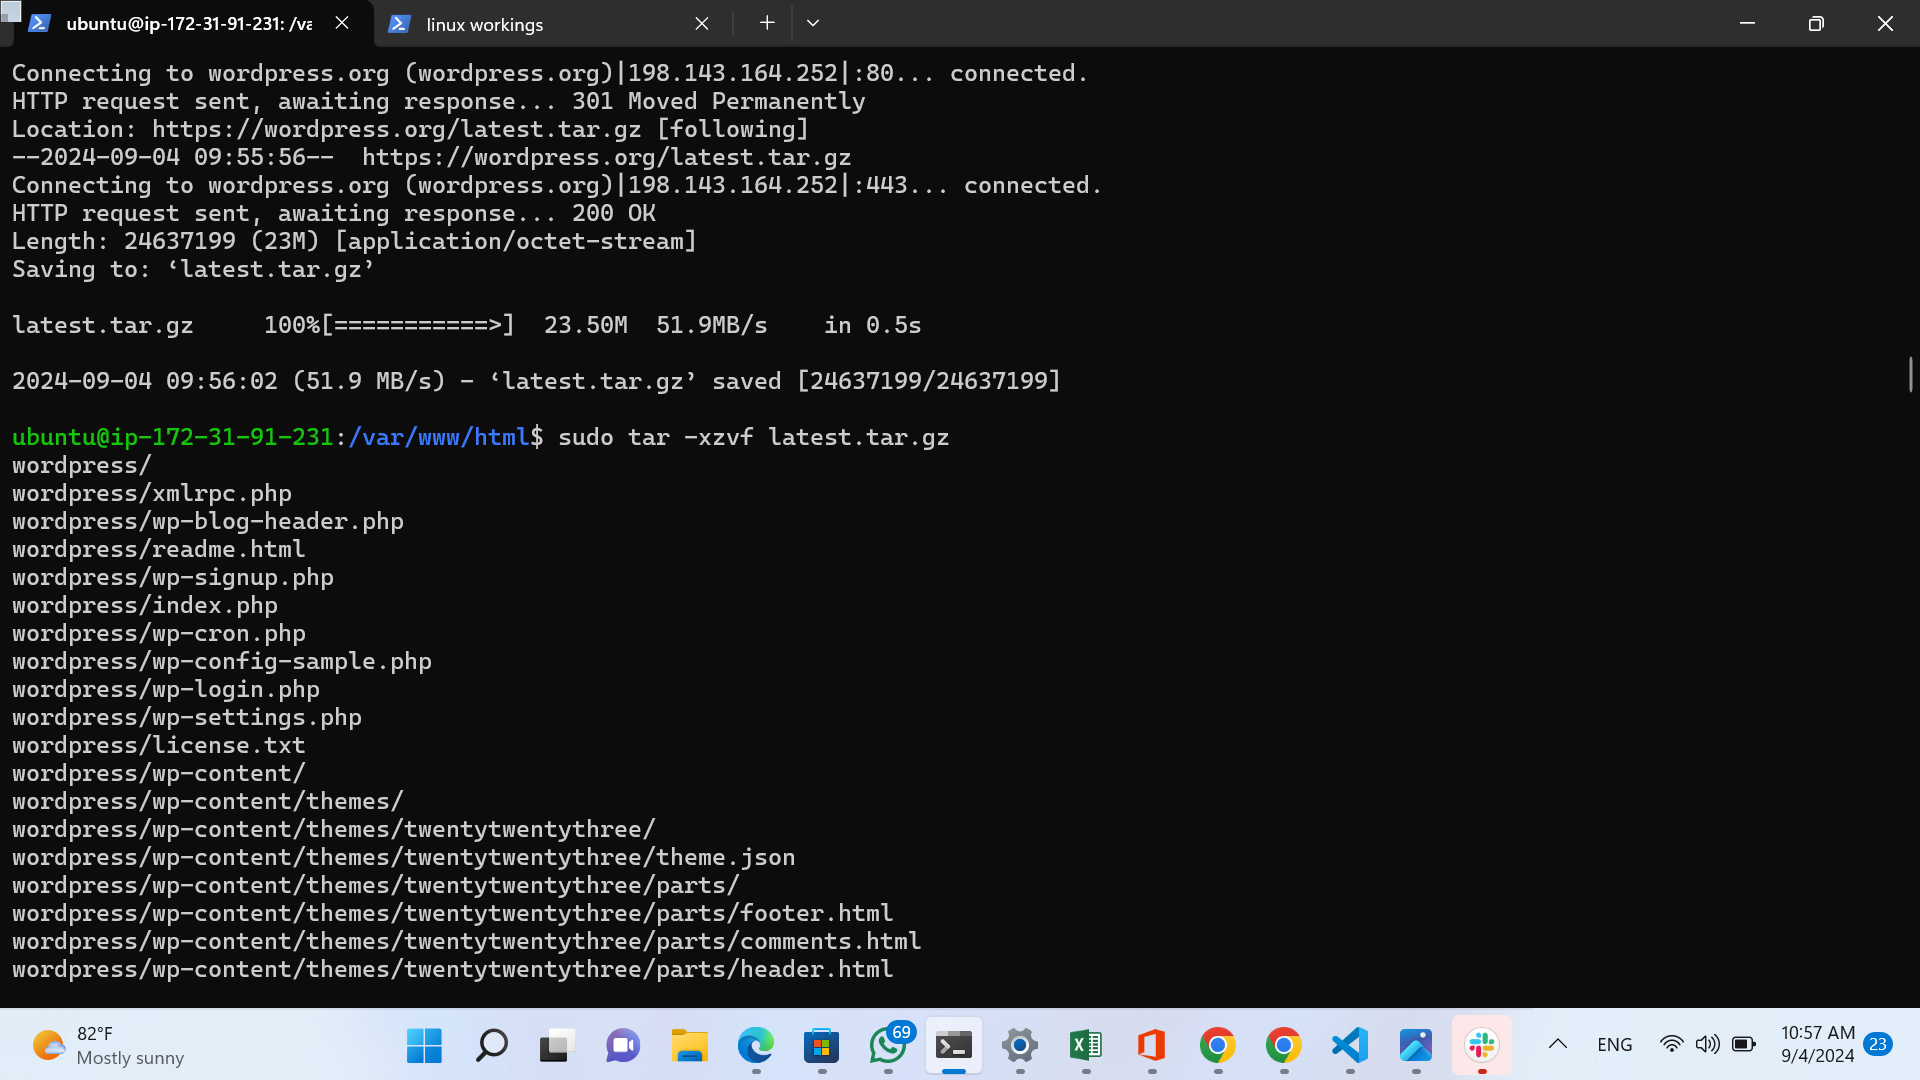 ubuntu@ip-172-31-91-231: /va
linux workings
Connecting to wordpress.org (wordpress.org)|198.143.164.252|:80... connected.
HTTP request sent, awaiting response... 301 Moved Permanently
Location: https://wordpress.org/latest.tar.gz [following]
--2024-09-04 09:55:56--  https://wordpress.org/latest.tar.gz
Connecting to wordpress.org (wordpress.org)|198.143.164.252|:443... connected.
HTTP request sent, awaiting response... 200 OK
Length: 24637199 (23M) [application/octet-stream]
Saving to: ‘latest.tar.gz’
latest.tar.gz     100%[===========>]  23.50M  51.9MB/s    in 0.5s
2024-09-04 09:56:02 (51.9 MB/s) - ‘latest.tar.gz’ saved [24637199/24637199]
ubuntu@ip-172-31-91-231:/var/www/html$ sudo tar -xzvf latest.tar.gz
wordpress/
wordpress/xmlrpc.php
wordpress/wp-blog-header.php
wordpress/readme.html
wordpress/wp-signup.php
wordpress/index.php
wordpress/wp-cron.php
wordpress/wp-config-sample.php
wordpress/wp-login.php
wordpress/wp-settings.php
wordpress/license.txt
wordpress/wp-content/
wordpress/wp-content/themes/
wordpress/wp-content/themes/twentytwentythree/
wordpress/wp-content/themes/twentytwentythree/theme.json
wordpress/wp-content/themes/twentytwentythree/parts/
wordpress/wp-content/themes/twentytwentythree/parts/footer.html
wordpress/wp-content/themes/twentytwentythree/parts/comments.html
wordpress/wp-content/themes/twentytwentythree/parts/header.html
82°F
Mostly sunny
69
ENG
10:57 AM
9/4/2024
23